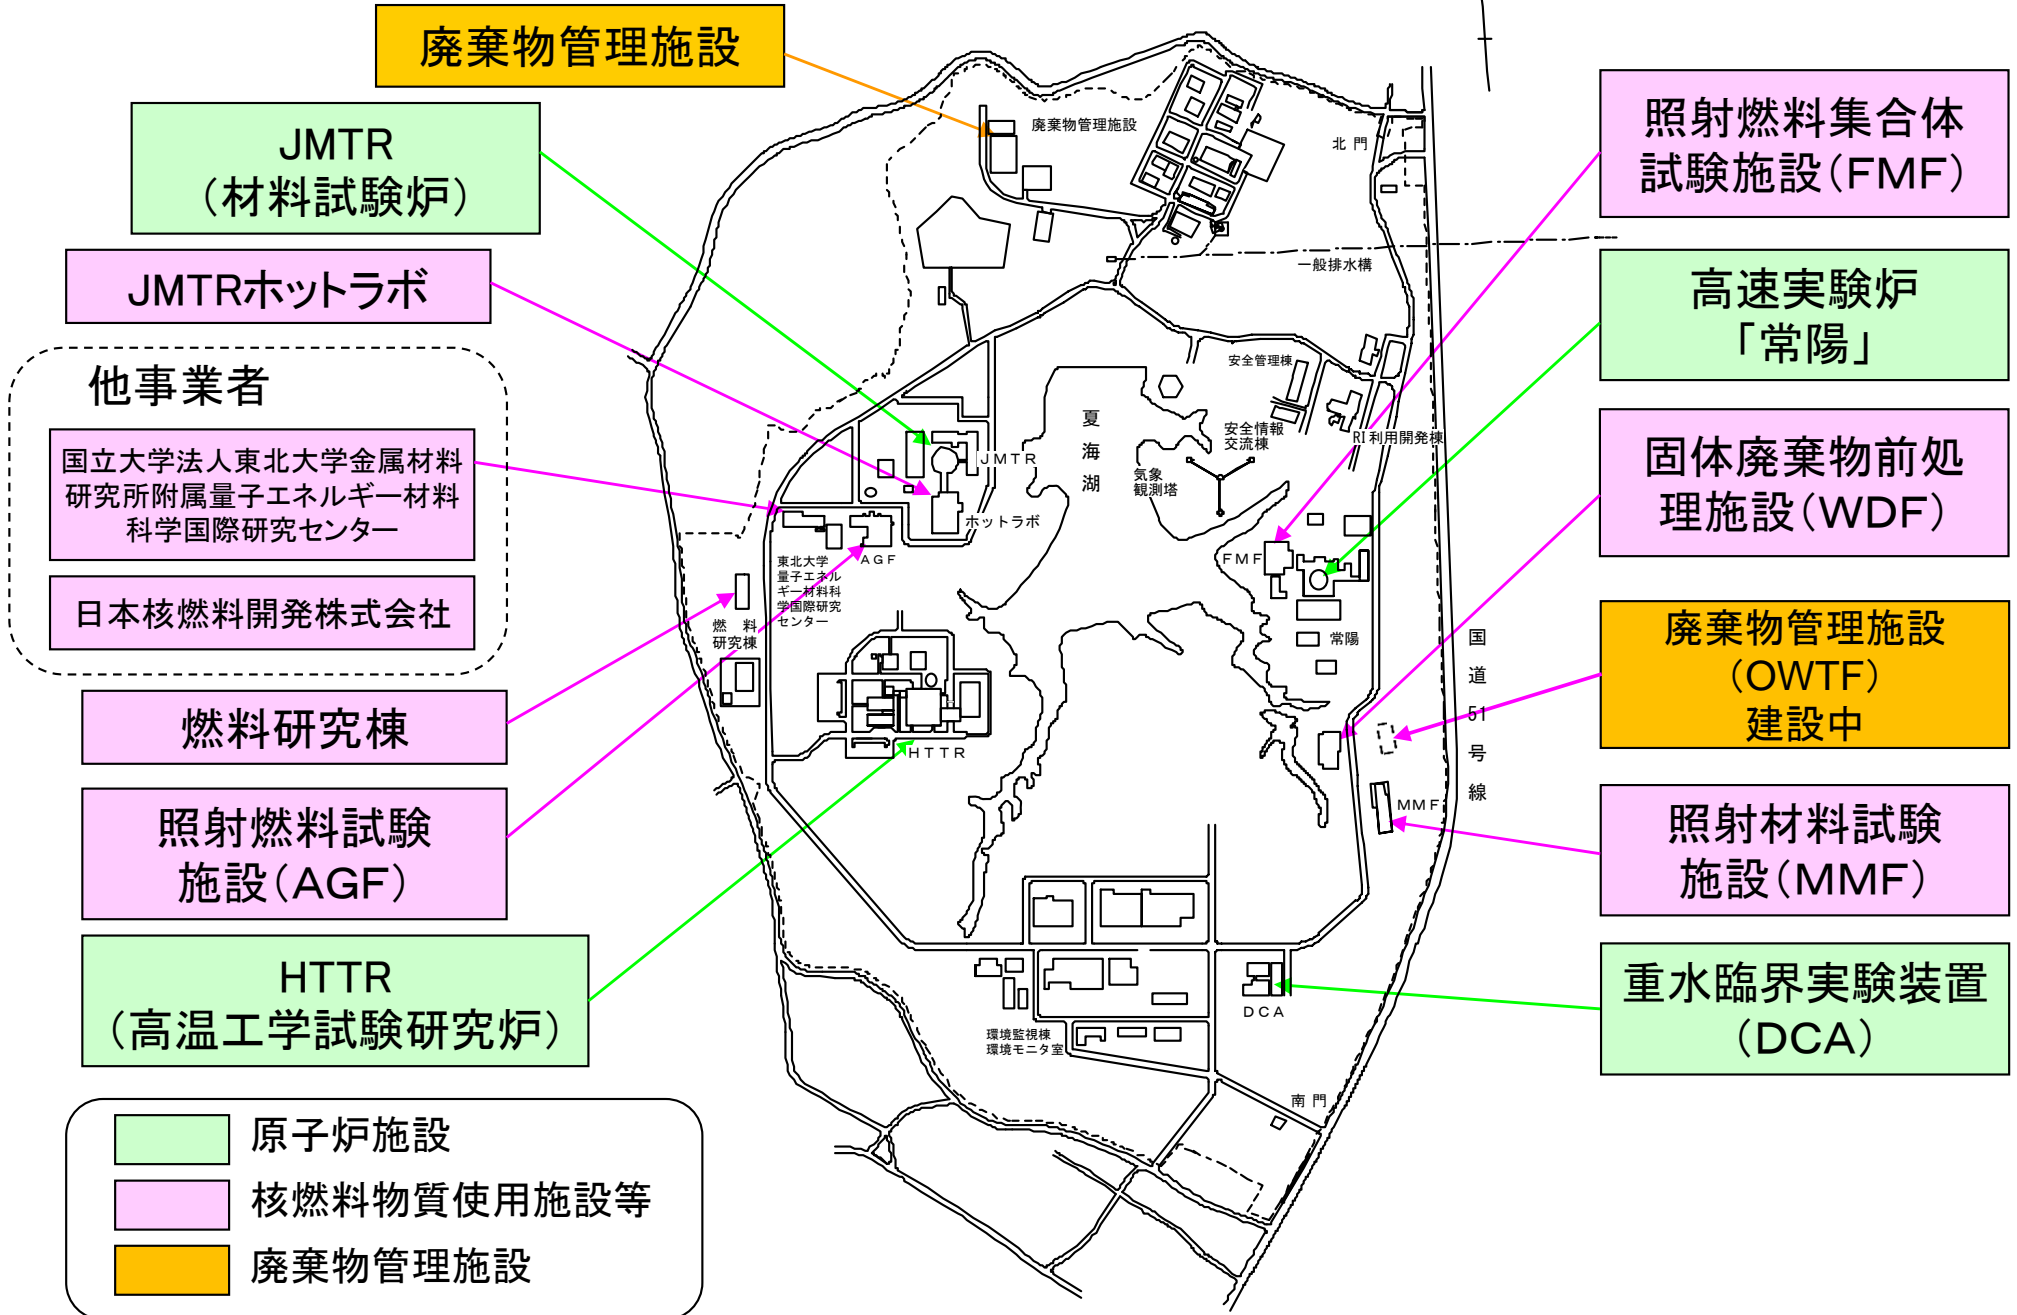 廃棄物管理施設
JMTR
（材料試験炉）
JMTRホットラボ
他事業者
国立大学法人東北大学金属材料
研究所附属量子エネルギー材料
科学国際研究センター
日本核燃料開発株式会社
燃料研究棟
照射燃料試験
施設（AGF）
HTTR
（高温工学試験研究炉）
原子炉施設
核燃料物質使用施設等
廃棄物管理施設
廃棄物管理施設
北門
一般排水構
安全管理棟
安全情報
交流棟
RI利用開発棟
気象
観測塔
夏海湖
JMTR
ホットラボ
AGF
東北大学
量子エネル
ギー材料科
学国際研究
センター
燃料
研究棟
HTTR
FMF
常陽
国道51号線
MMF
DCA
環境監視棟
環境モニタ室
南門
照射燃料集合体
試験施設（FMF）
高速実験炉
「常陽」
固体廃棄物前処
理施設（WDF）
廃棄物管理施設
（OWTF）
建設中
照射材料試験
施設（MMF）
重水臨界実験装置
（DCA）